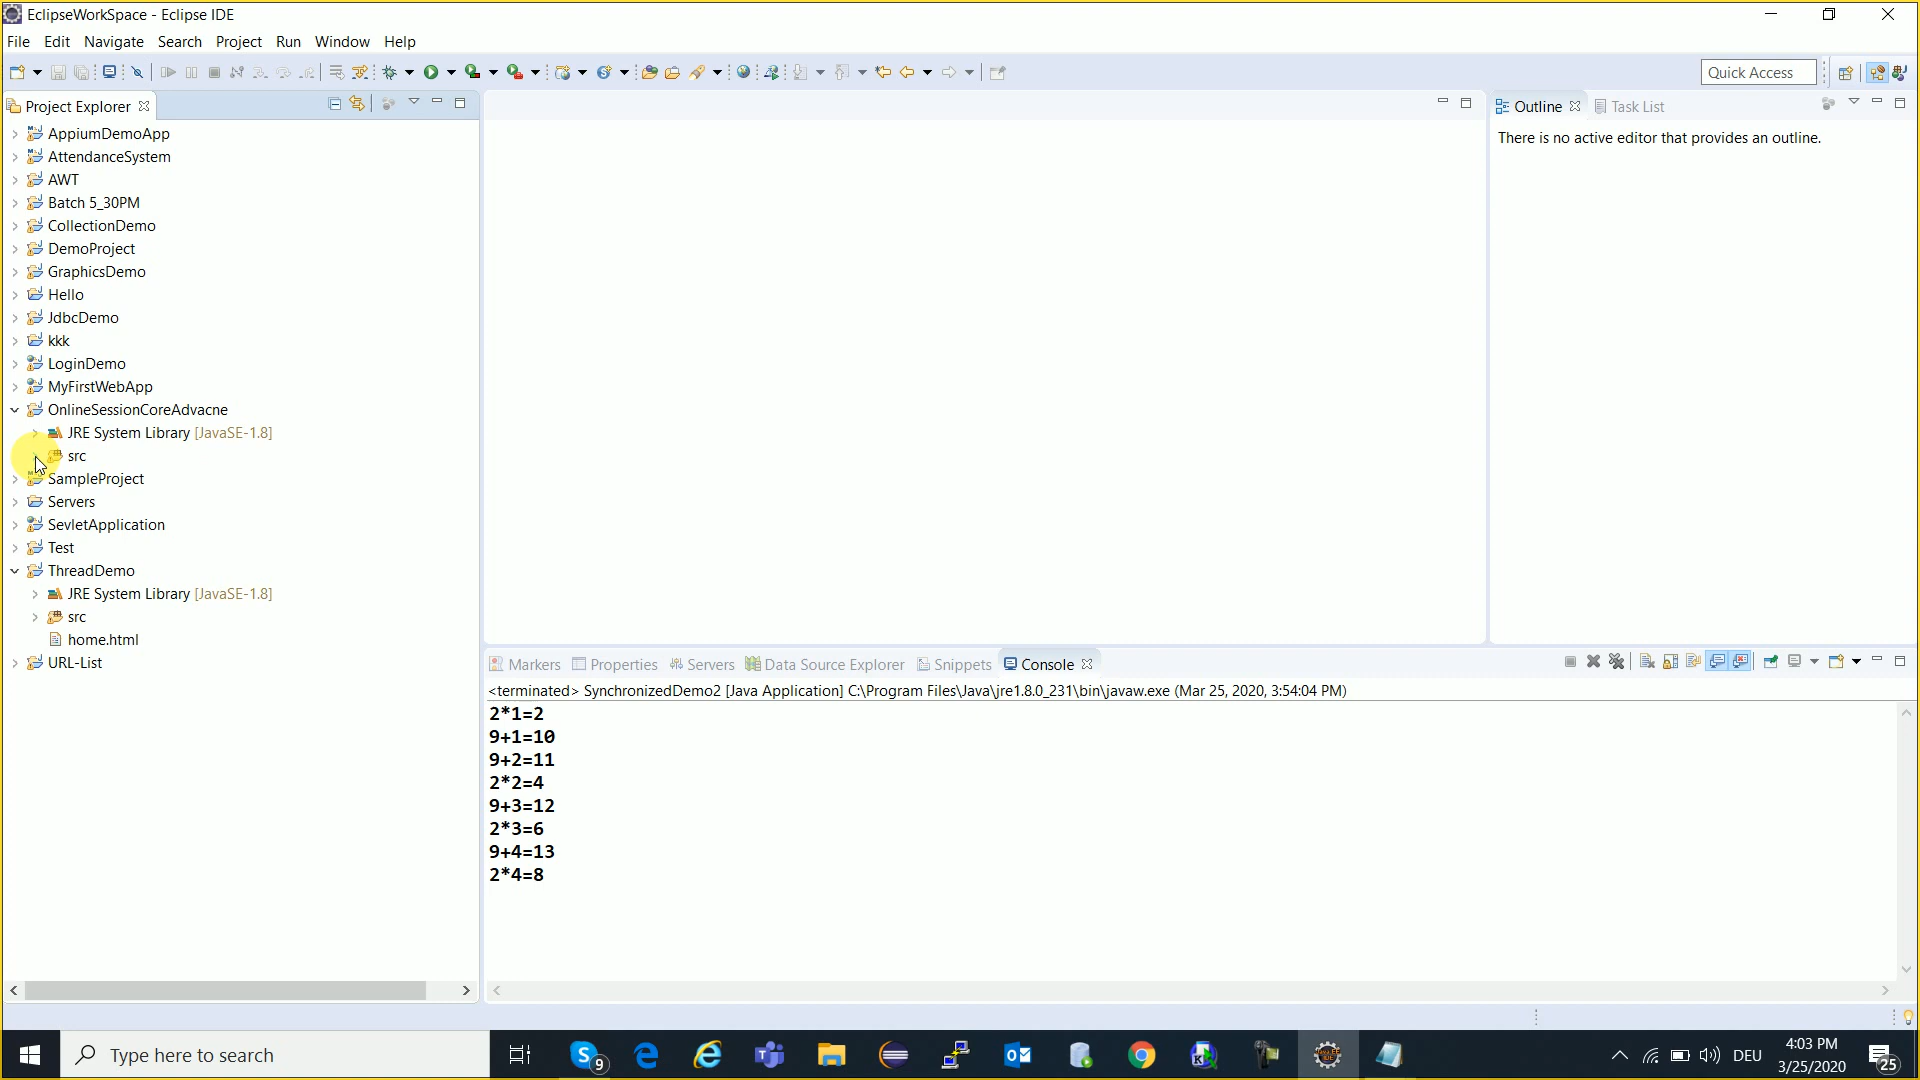 EclipseWorkSpace - Eclipse IDE
File Edit Navigate Search Project Run Window Help
Quick Access
Project Explorer
AppiumDemoApp
AttendanceSystem
AWT
Batch 5_30PM
CollectionDemo
DemoProject
GraphicsDemo
Hello
JdbcDemo
kkk
LoginDemo
MyFirstWebApp
OnlineSessionCoreAdvacne
JRE System Library [JavaSE-1.8]
src
SampleProject
Servers
SevletApplication
Test
ThreadDemo
JRE System Library [JavaSE-1.8]
src
home.html
URL-List
Outline Task List
There is no active editor that provides an outline.
Markers Properties Servers Data Source Explorer Snippets Console
<terminated> SynchronizedDemo2 [Java Application] C:\Program Files\Java\jre1.8.0_231\bin\javaw.exe (Mar 25, 2020, 3:54:04 PM)
2*1=2
9+1=10
9+2=11
2*2=4
9+3=12
2*3=6
9+4=13
2*4=8
Type here to search
9
DEU
4:03 PM
3/25/2020
25